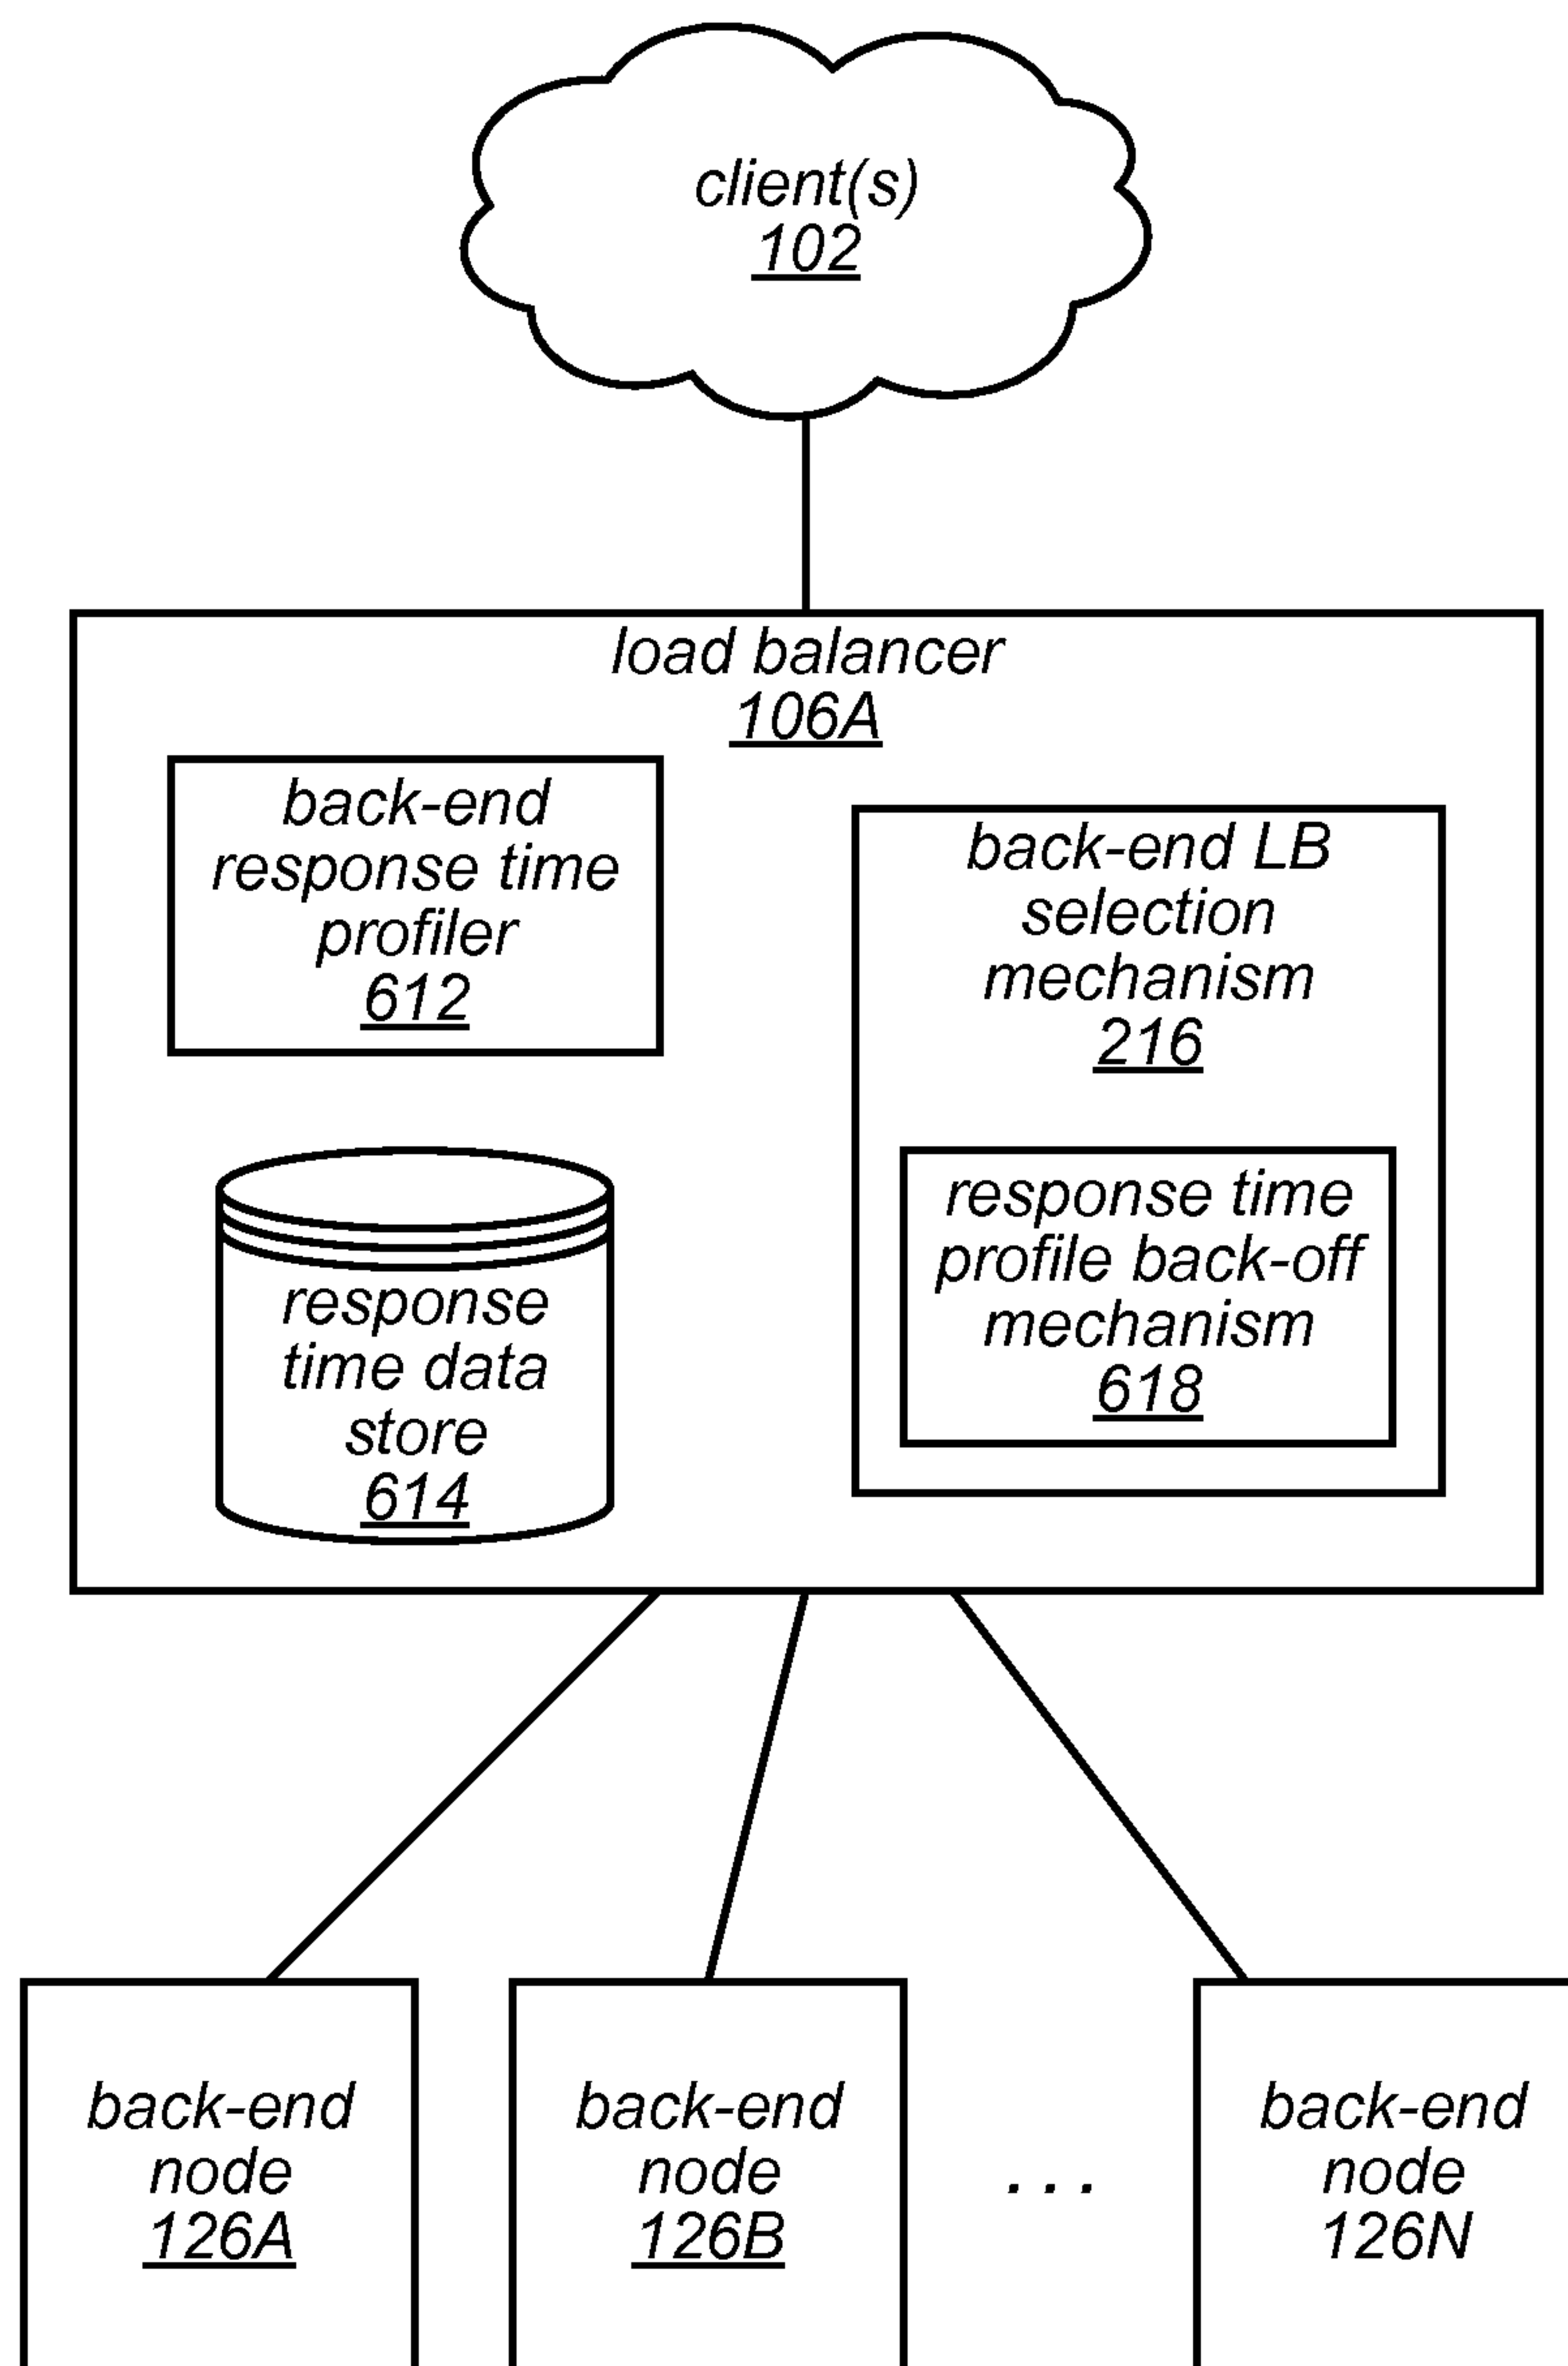 client(s)
102
load balancer
106A
back-end
response time
profiler
612
back-end LB
selection
mechanism
216
response time
profile back-off
mechanism
618
response
time data
store
614
back-end
node
126A
back-end
node
126B
. . .
back-end
node
126N